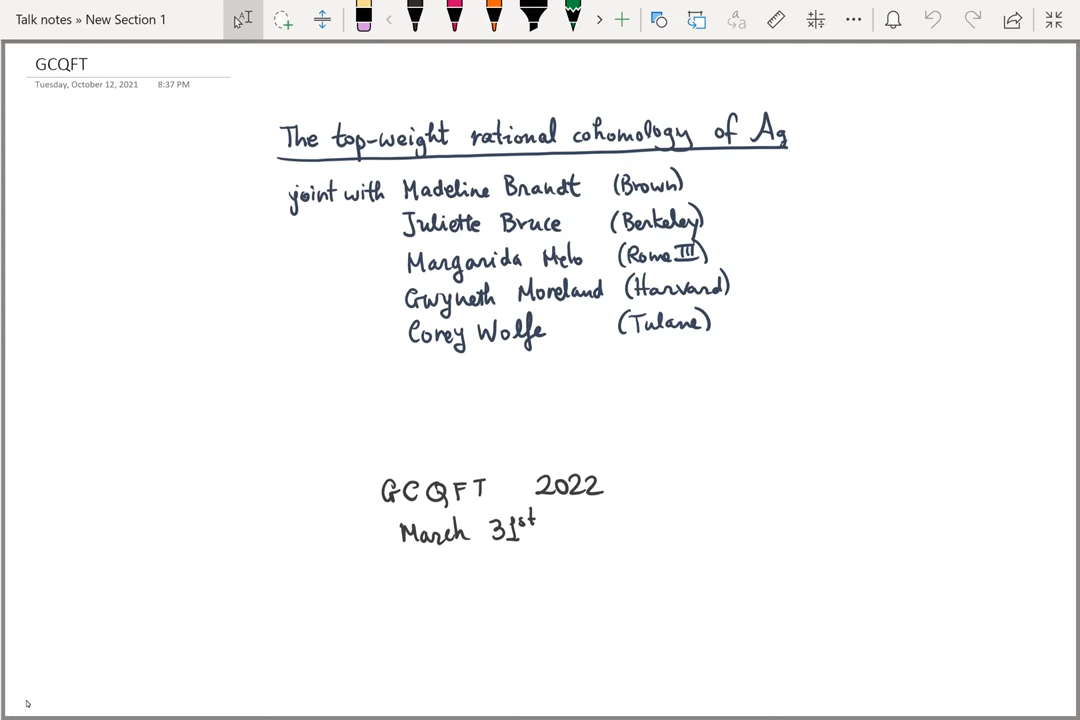 Talk notes » New Section 1
GCQFT
Tuesday, October 12, 2021 8:37 PM
The top-weight rational cohomology of Ag
joint with Madeline Brandt (Brown)
Juliette Bruce (Berkeley)
Margarida Melo (Rome III)
Gwyneth Moreland (Harvard)
Corey Wolfe (Tulane)
GCQFT 2022
March 31st